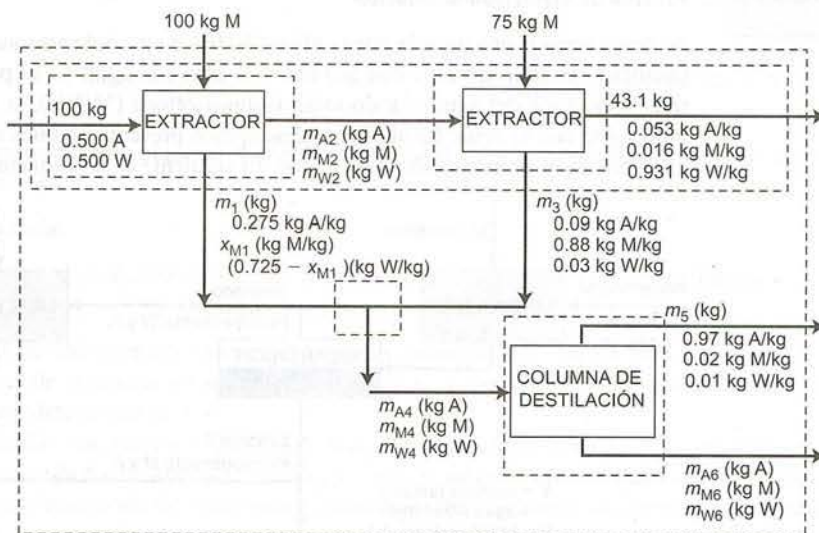 100 kg M
75 kg M
100 kg
0.500 A
0.500 W
EXTRACTOR
m_A2 (kg A)
m_M2 (kg M)
m_W2 (kg W)
EXTRACTOR
43.1 kg
0.053 kg A/kg
0.016 kg M/kg
0.931 kg W/kg
m_1 (kg)
0.275 kg A/kg
x_M1 (kg M/kg)
(0.725 − x_M1)(kg W/kg)
m_3 (kg)
0.09 kg A/kg
0.88 kg M/kg
0.03 kg W/kg
m_A4 (kg A)
m_M4 (kg M)
m_W4 (kg W)
COLUMNA DE
DESTILACIÓN
m_5 (kg)
0.97 kg A/kg
0.02 kg M/kg
0.01 kg W/kg
m_A6 (kg A)
m_M6 (kg M)
m_W6 (kg W)